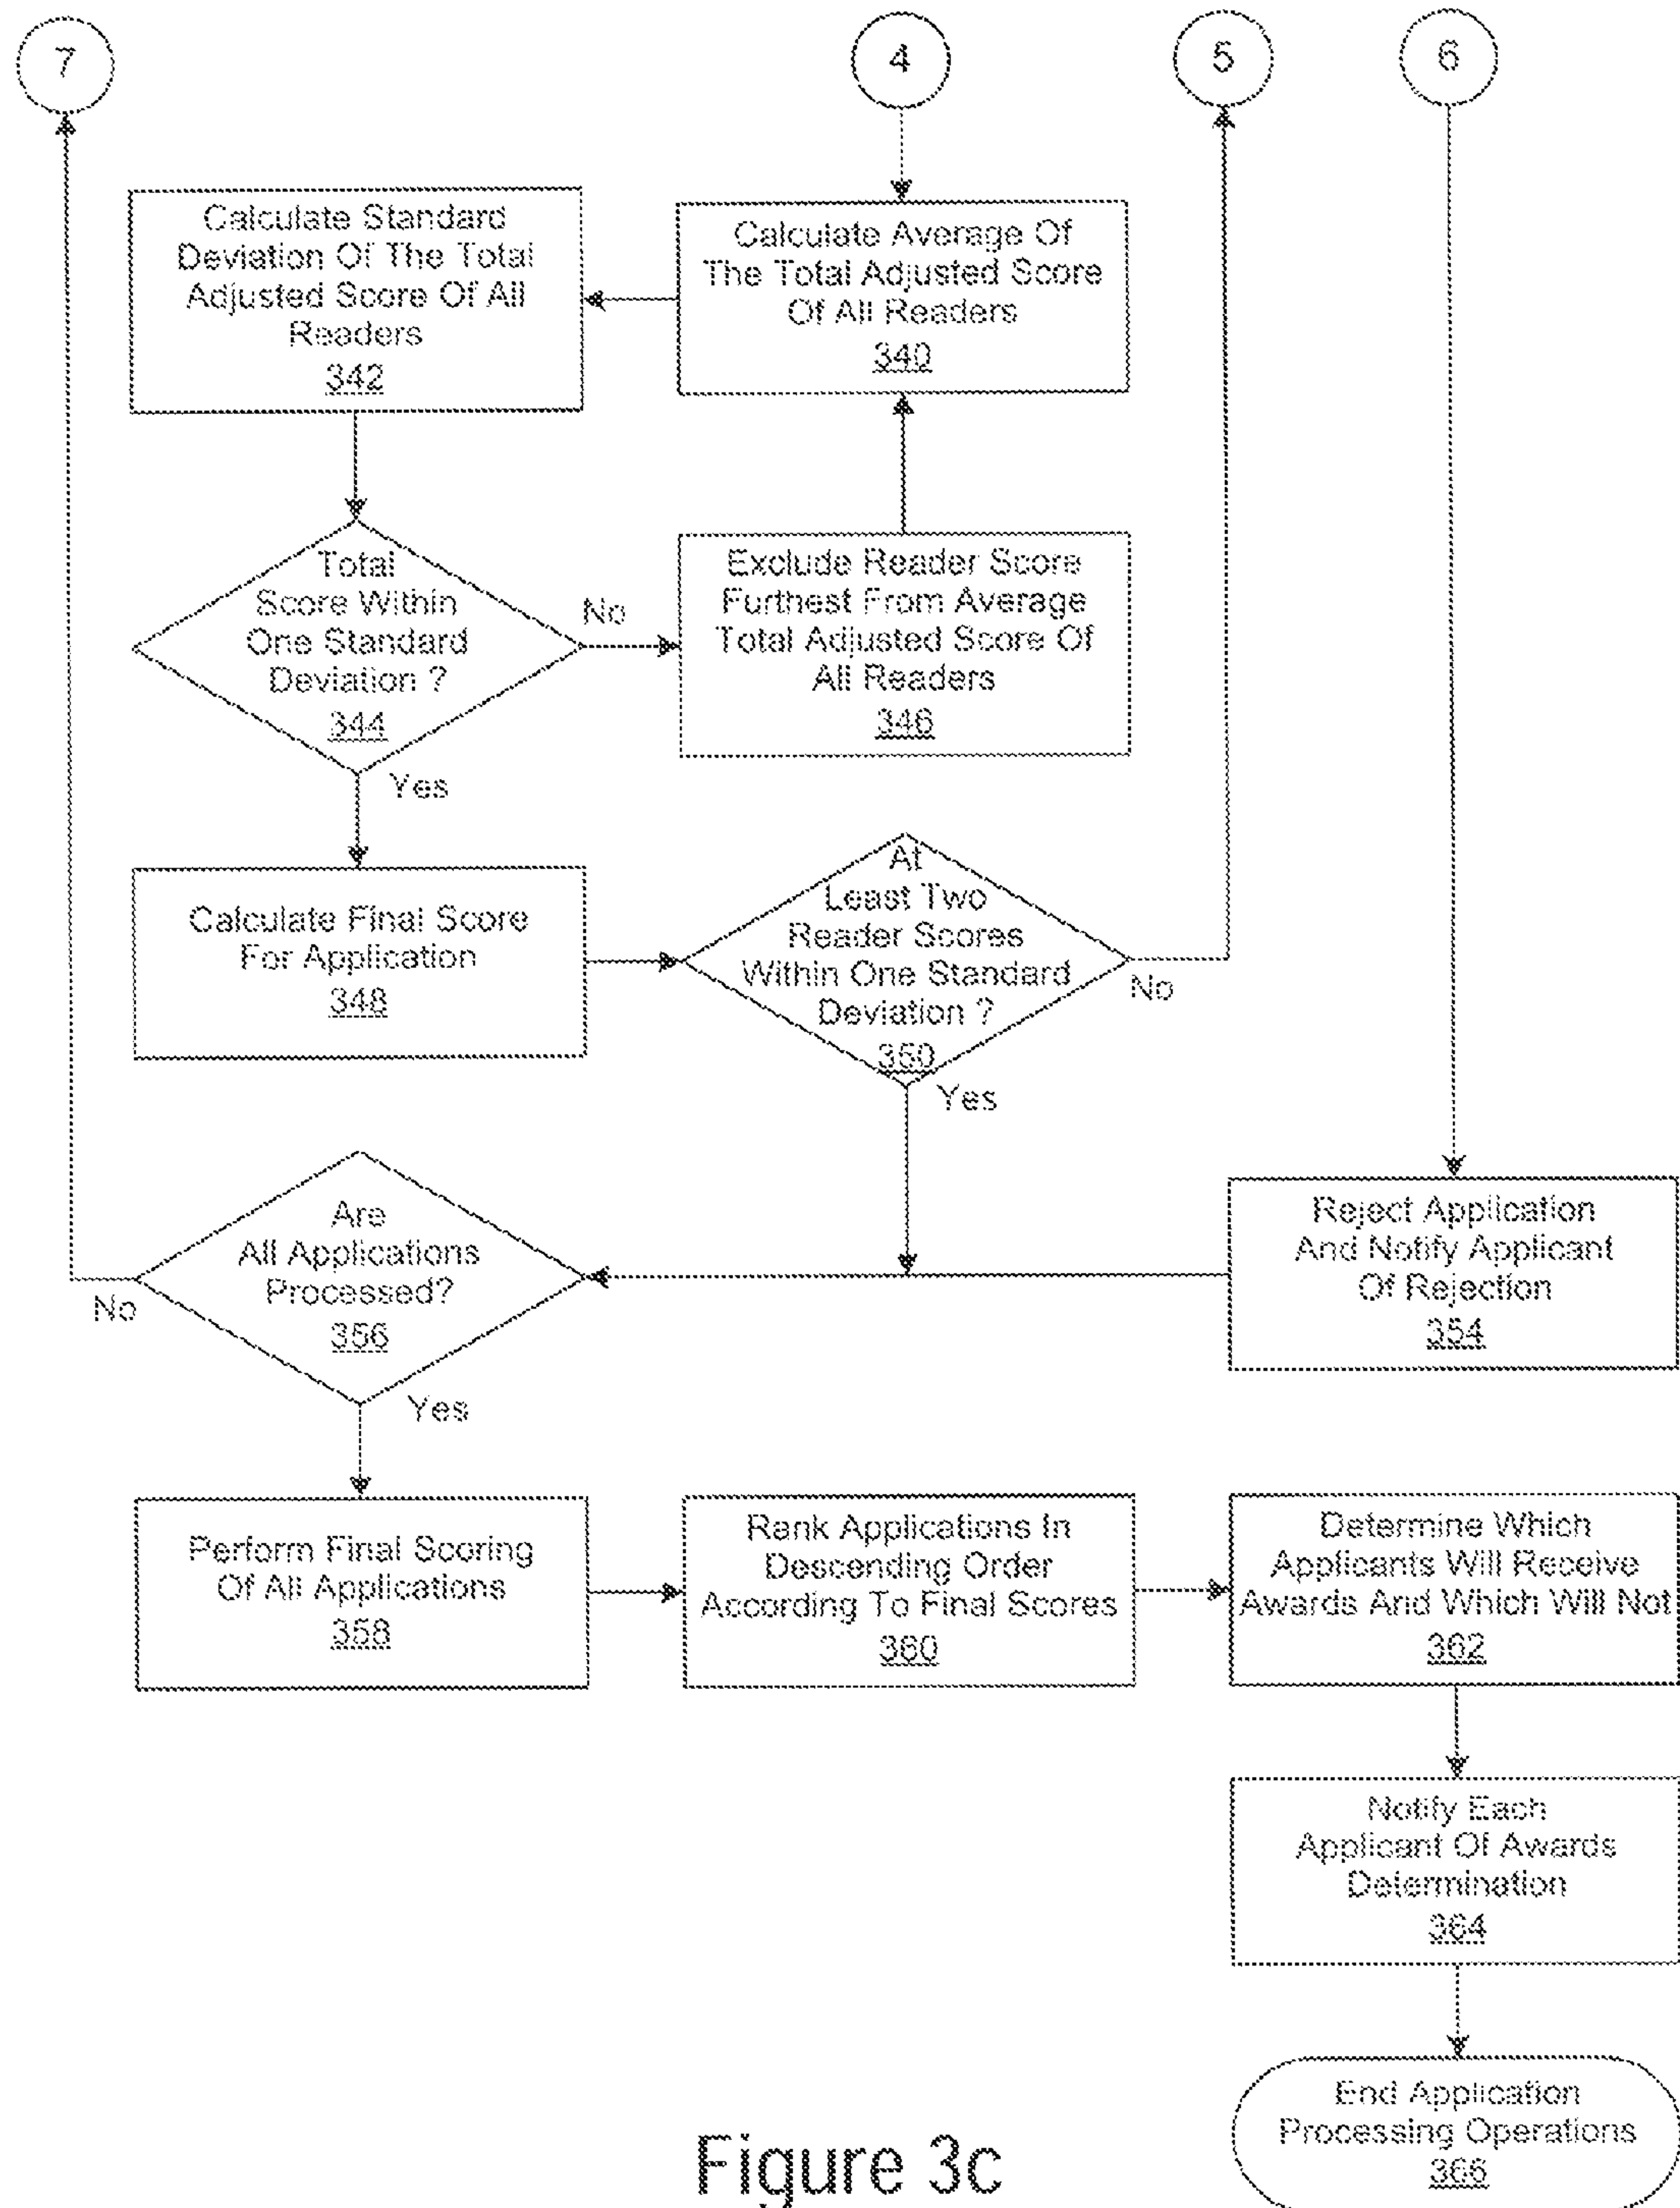 7
4
5
6
Calculate Standard
Deviation Of The Total
Adjusted Score Of All
Readers
342
Calculate Average Of
The Total Adjusted Score
Of All Readers
340
Total
Score Within
One Standard
Deviation ?
344
No
Yes
Exclude Reader Score
Furthest From Average
Total Adjusted Score Of
All Readers
346
Calculate Final Score
For Application
348
At
Least Two
Reader Scores
Within One Standard
Deviation ?
350
No
Yes
Reject Application
And Notify Applicant
Of Rejection
354
Are
All Applications
Processed?
356
No
Yes
Perform Final Scoring
Of All Applications
358
Rank Applications In
Descending Order
According To Final Scores
360
Determine Which
Applicants Will Receive
Awards And Which Will Not
362
Notify Each
Applicant Of Awards
Determination
364
End Application
Processing Operations
366
Figure 3c